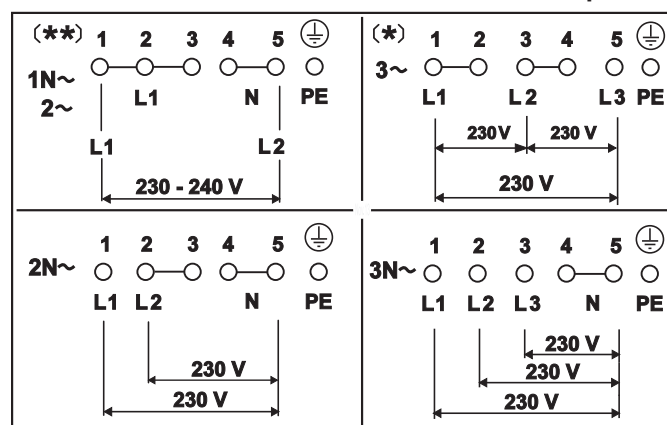 (**) 1 2 3 4 5
1N~ L1 N PE
2~
L1 L2
230 - 240 V
(*) 1 2 3 4 5
3~
L1 L2 L3 PE
230V 230 V
230 V
1 2 3 4 5
2N~
L1 L2 N PE
230 V
230 V
1 2 3 4 5
3N~
L1 L2 L3 N PE
230 V
230 V
230 V